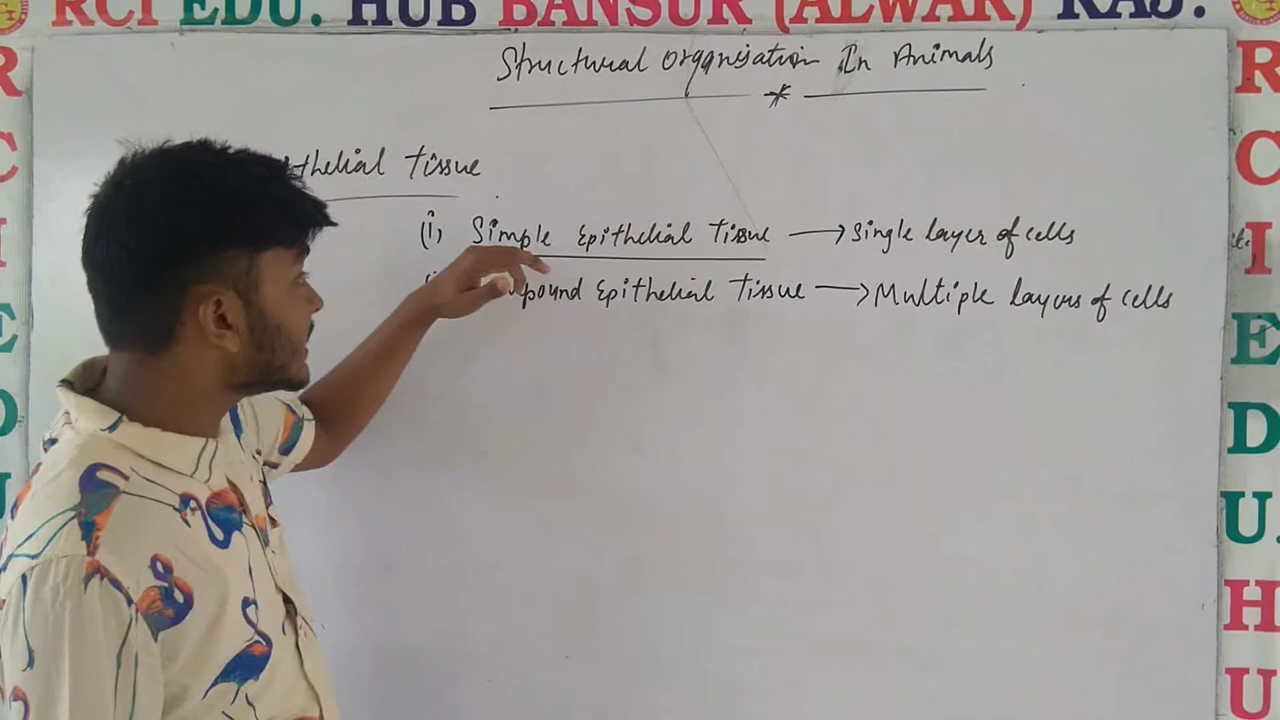 RCI EDU. HUB BANSUR (ALWAR) RAJ.
Structural Organisation In Animals
*
thelial Tissue
(i) Simple Epithelial Tissue → Single layer of cells
pound Epithelial Tissue → Multiple layers of cells
R
C
I
E
D
U
R
C
I
E
D
U.
H
U